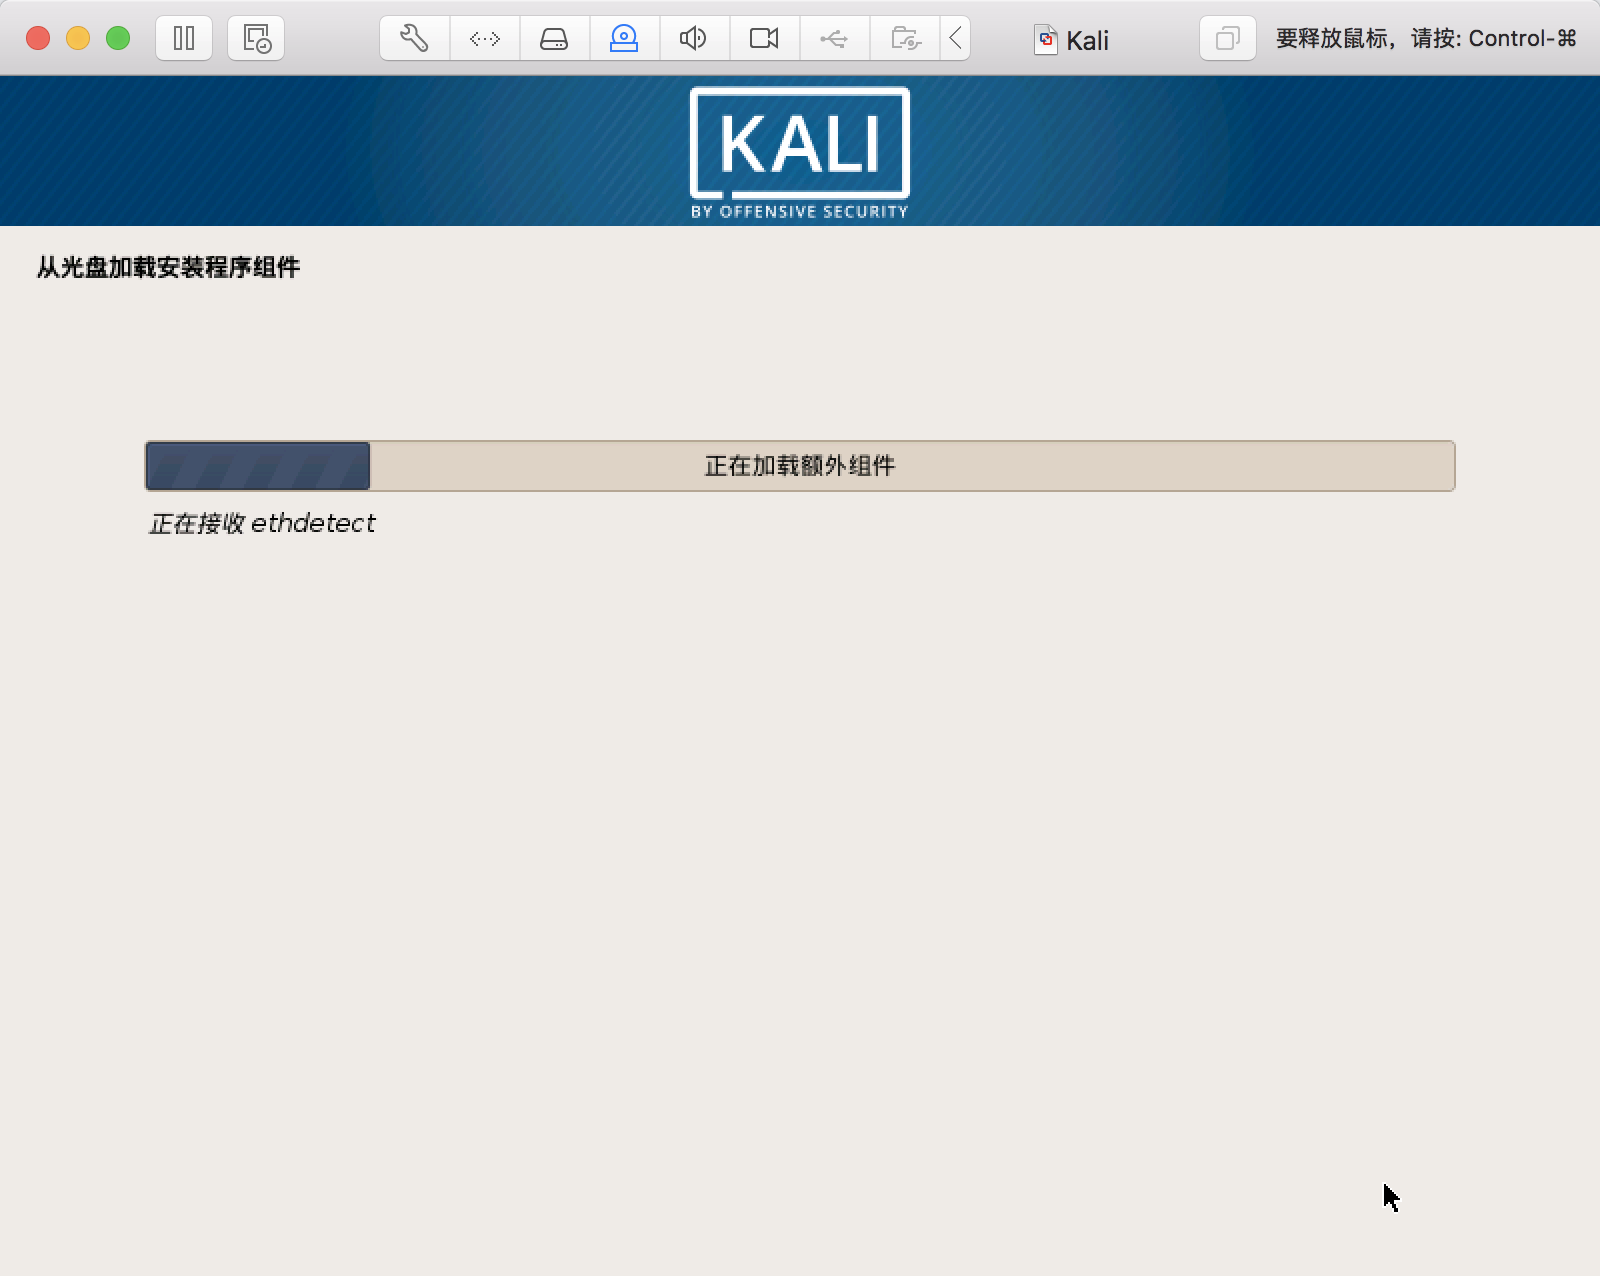 Kali
要释放鼠标，请按: Control-⌘
KALI
BY OFFENSIVE SECURITY
从光盘加载安装程序组件
正在加载额外组件
正在接收 ethdetect